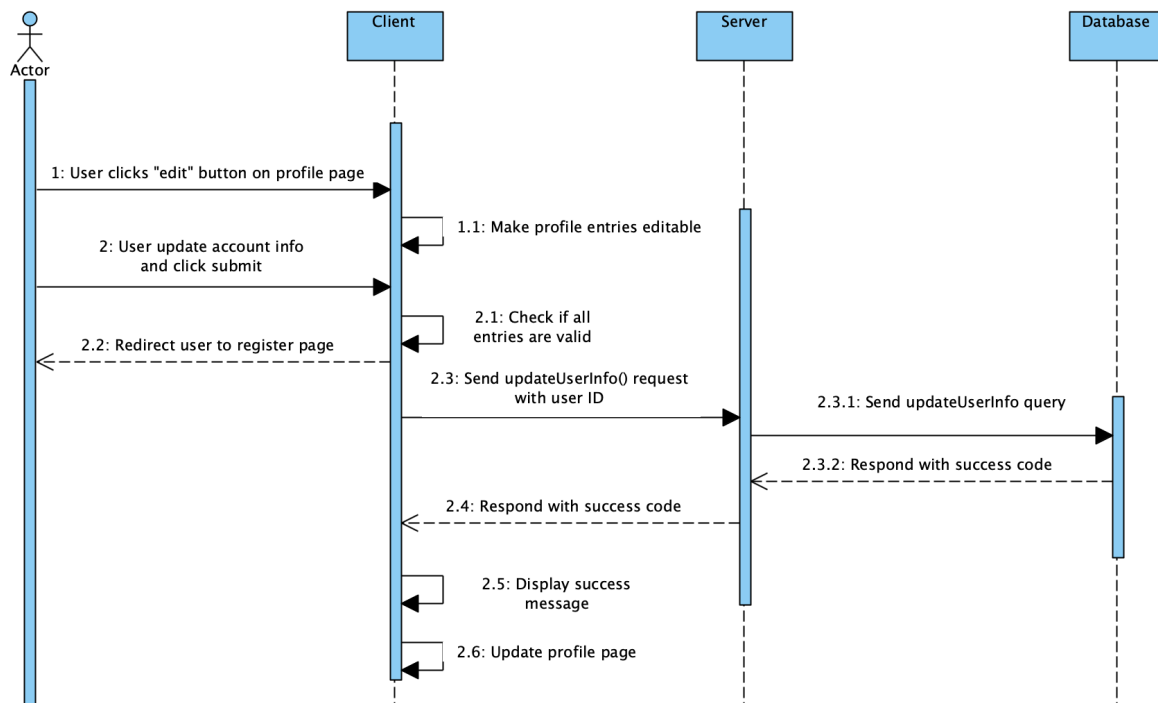 Client
Server
Database
Actor
1: User clicks "edit" button on profile page
1.1: Make profile entries editable
2: User update account info
and click submit
2.1: Check if all
entries are valid
2.2: Redirect user to register page
2.3: Send updateUserInfo() request
with user ID
2.3.1: Send updateUserInfo query
2.3.2: Respond with success code
2.4: Respond with success code
2.5: Display success
message
2.6: Update profile page